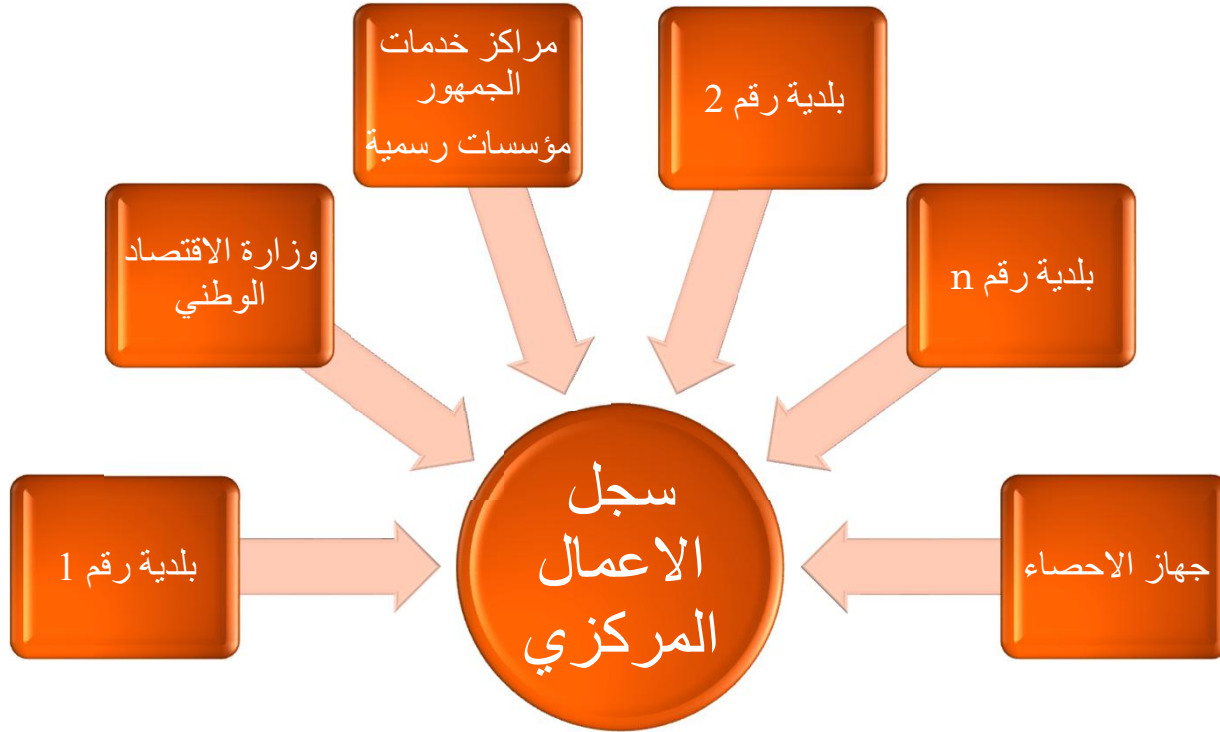 مراكز خدمات
الجمهور
مؤسسات رسمية
بلدية رقم 2
وزارة الاقتصاد
الوطني
بلدية رقم n
بلدية رقم 1
سجل
الاعمال
المركزي
جهاز الاحصاء